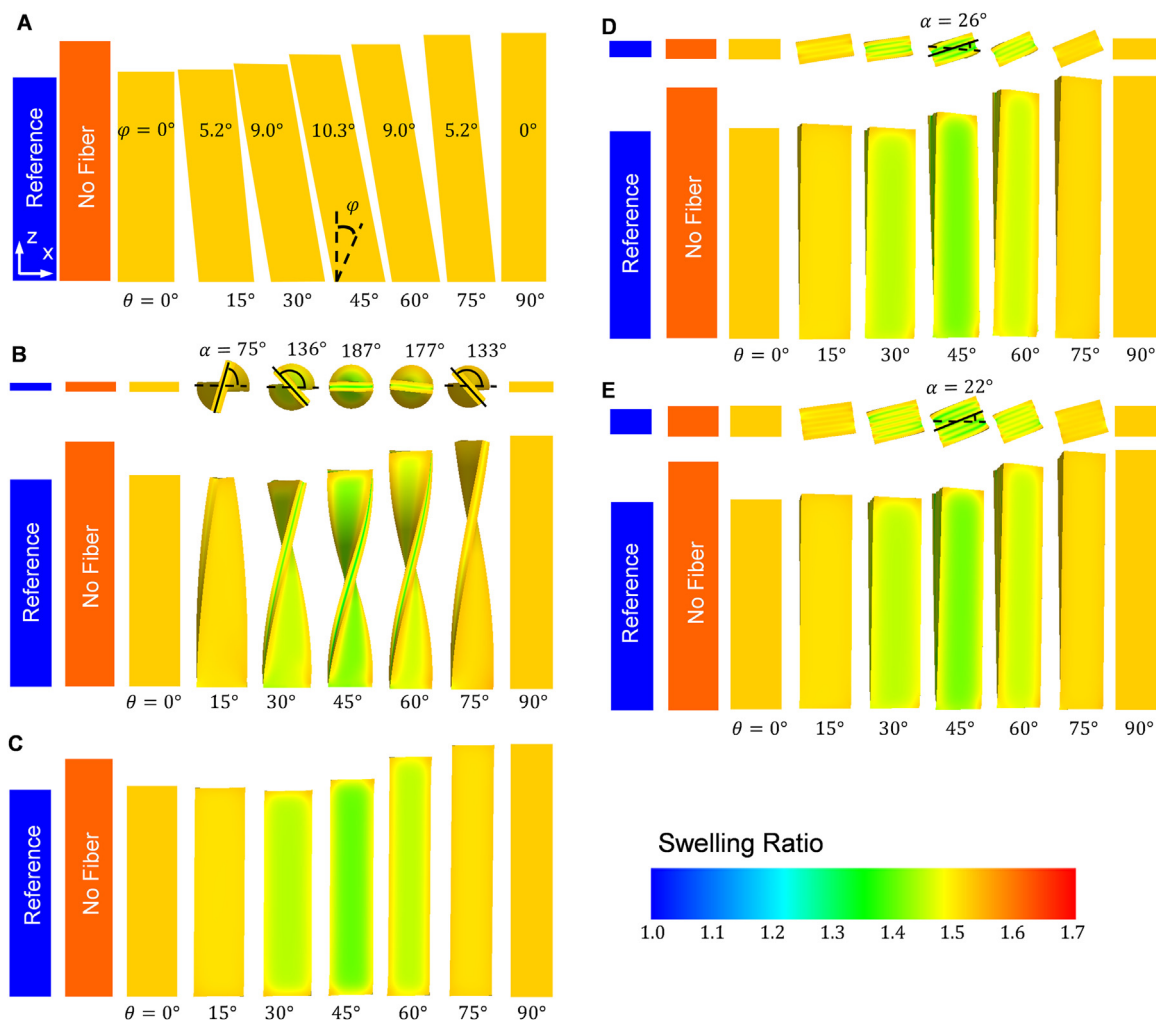 A
Reference
No Fiber
φ = 0°
5.2°
9.0°
10.3°
9.0°
5.2°
0°
φ
Z
X
θ = 0°
15°
30°
45°
60°
75°
90°
B
α = 75°
136°
187°
177°
133°
Reference
No Fiber
θ = 0°
15°
30°
45°
60°
75°
90°
C
Reference
No Fiber
θ = 0°
15°
30°
45°
60°
75°
90°
D
α = 26°
Reference
No Fiber
θ = 0°
15°
30°
45°
60°
75°
90°
E
α = 22°
Reference
No Fiber
θ = 0°
15°
30°
45°
60°
75°
90°
Swelling Ratio
1.0 1.1 1.2 1.3 1.4 1.5 1.6 1.7